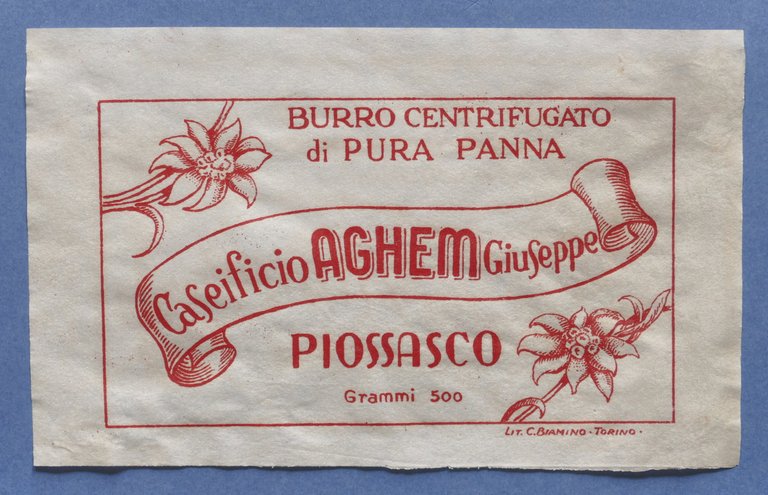 BURRO CENTRIFUGATO
di PURA PANNA
Caseificio AGHEM Giuseppe
PIOSSASCO
Grammi 500
LIT. C. BIAMINO · TORINO ·